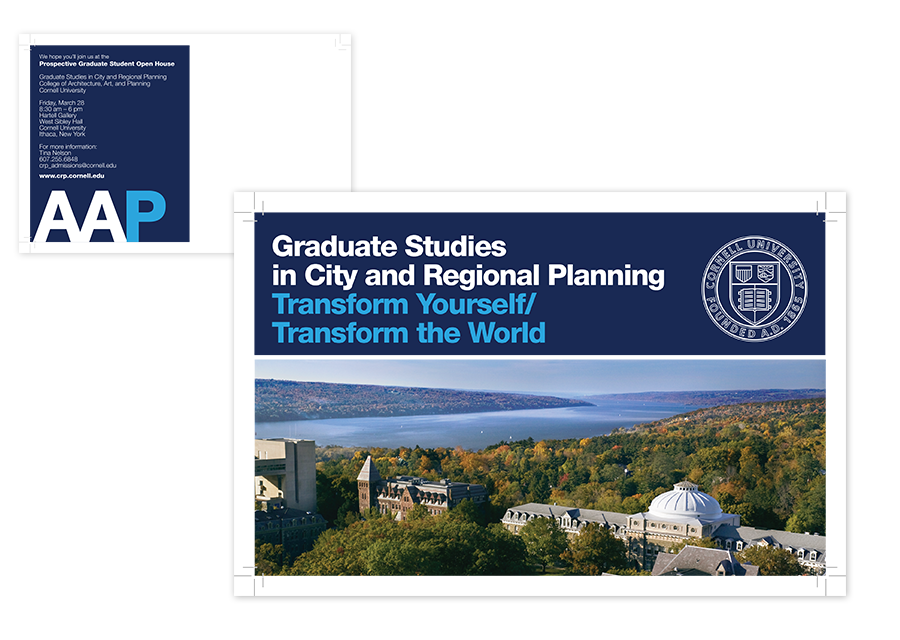 We hope you'll join us at the
Prospective Graduate Student Open House
Graduate Studies in City and Regional Planning
College of Architecture, Art, and Planning
Cornell University
Friday, March 28
8:30 am – 6 pm
Hartell Gallery
West Sibley Hall
Cornell University
Ithaca, New York
For more information:
Tina Nelson
607.255.6848
crp_admissions@cornell.edu
www.crp.cornell.edu
AAP
Graduate Studies
in City and Regional Planning
Transform Yourself/
Transform the World
CORNELL UNIVERSITY
FOUNDED A.D. 1865